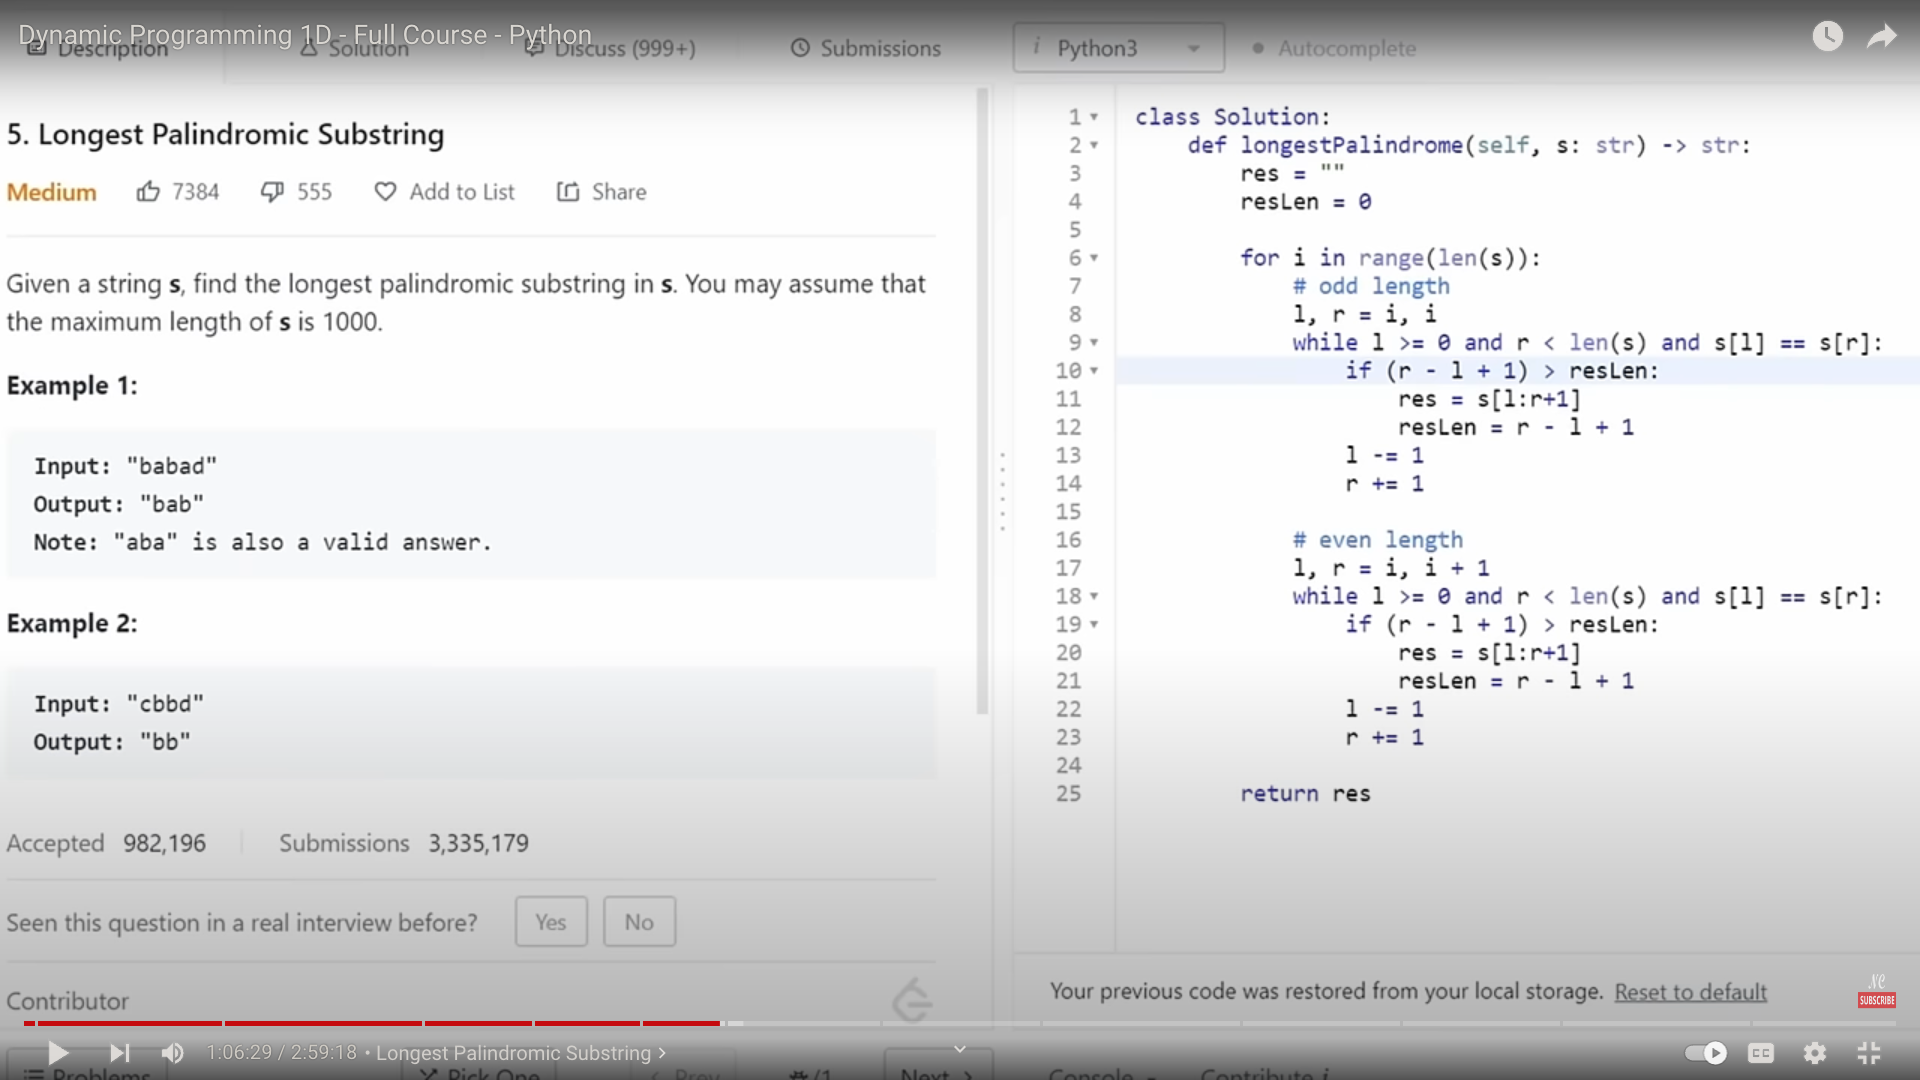 Dynamic Programming 1D - Full Course - Python
Description
Solution
Discuss (999+)
Submissions
i Python3
Autocomplete
5. Longest Palindromic Substring
Medium 7384 555 Add to List Share
Given a string s, find the longest palindromic substring in s. You may assume that
the maximum length of s is 1000.
Example 1:
Input: "babad"
Output: "bab"
Note: "aba" is also a valid answer.
Example 2:
Input: "cbbd"
Output: "bb"
Accepted 982,196 Submissions 3,335,179
Seen this question in a real interview before? Yes No
Contributor
1 class Solution:
2 def longestPalindrome(self, s: str) -> str:
3 res = ""
4 resLen = 0
5
6 for i in range(len(s)):
7 # odd length
8 l, r = i, i
9 while l >= 0 and r < len(s) and s[l] == s[r]:
10 if (r - l + 1) > resLen:
11 res = s[l:r+1]
12 resLen = r - l + 1
13 l -= 1
14 r += 1
15
16 # even length
17 l, r = i, i + 1
18 while l >= 0 and r < len(s) and s[l] == s[r]:
19 if (r - l + 1) > resLen:
20 res = s[l:r+1]
21 resLen = r - l + 1
22 l -= 1
23 r += 1
24
25 return res
Your previous code was restored from your local storage. Reset to default
NC
SUBSCRIBE
1:06:29 / 2:59:18 • Longest Palindromic Substring >
CC
Problems
Pick One
< Prev
/1
Next >
Console
Contribute i